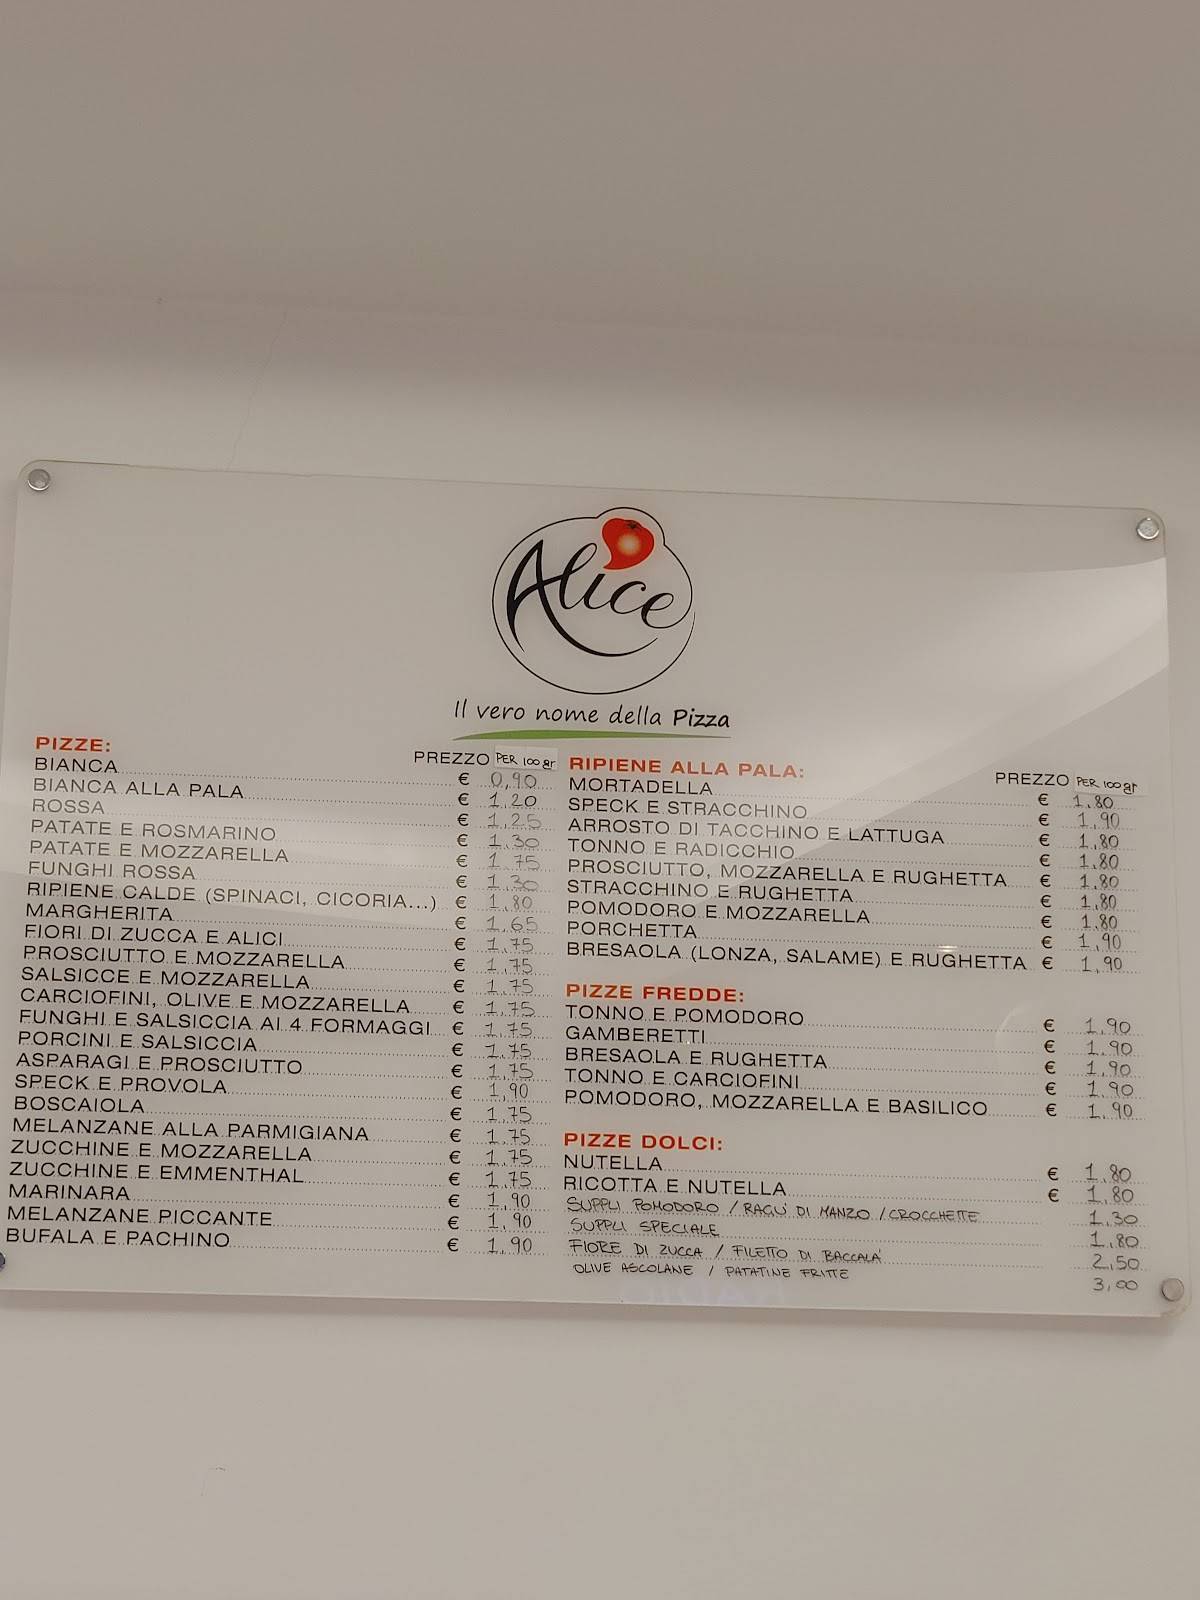 Alice
Il vero nome della Pizza
PIZZE: PREZZO PER 100 gr
BIANCA € 0,90
BIANCA ALLA PALA € 1,20
ROSSA € 1,25
PATATE E ROSMARINO € 1,30
PATATE E MOZZARELLA € 1,75
FUNGHI ROSSA € 1,30
RIPIENE CALDE (SPINACI, CICORIA...) € 1,80
MARGHERITA € 1,65
FIORI DI ZUCCA E ALICI € 1,75
PROSCIUTTO E MOZZARELLA € 1,75
SALSICCE E MOZZARELLA € 1,75
CARCIOFINI, OLIVE E MOZZARELLA € 1,75
FUNGHI E SALSICCIA AI 4 FORMAGGI € 1,75
PORCINI E SALSICCIA € 1,75
ASPARAGI E PROSCIUTTO € 1,75
SPECK E PROVOLA € 1,90
BOSCAIOLA € 1,75
MELANZANE ALLA PARMIGIANA € 1,75
ZUCCHINE E MOZZARELLA € 1,75
ZUCCHINE E EMMENTHAL € 1,75
MARINARA € 1,90
MELANZANE PICCANTE € 1,90
BUFALA E PACHINO € 1,90
RIPIENE ALLA PALA: PREZZO PER 100 gr
MORTADELLA € 1,80
SPECK E STRACCHINO € 1,90
ARROSTO DI TACCHINO E LATTUGA € 1,80
TONNO E RADICCHIO € 1,80
PROSCIUTTO, MOZZARELLA E RUGHETTA € 1,80
STRACCHINO E RUGHETTA € 1,80
POMODORO E MOZZARELLA € 1,80
PORCHETTA € 1,90
BRESAOLA (LONZA, SALAME) E RUGHETTA € 1,90
PIZZE FREDDE:
TONNO E POMODORO € 1,90
GAMBERETTI € 1,90
BRESAOLA E RUGHETTA € 1,90
TONNO E CARCIOFINI € 1,90
POMODORO, MOZZARELLA E BASILICO € 1,90
PIZZE DOLCI:
NUTELLA € 1,80
RICOTTA E NUTELLA € 1,80
SUPPLI POMODORO / RAGU' DI MANZO / CROCCHETTE 1,30
SUPPLI SPECIALE 1,80
FIORE DI ZUCCA / FILETTO DI BACCALA' 2,50
OLIVE ASCOLANE / PATATINE FRITTE 3,00